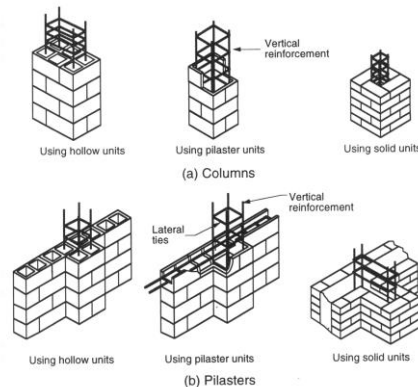 Vertical
reinforcement
Using hollow units
Using pilaster units
Using solid units
(a) Columns
Vertical
reinforcement
Lateral
ties
Using hollow units
Using pilaster units
Using solid units
(b) Pilasters